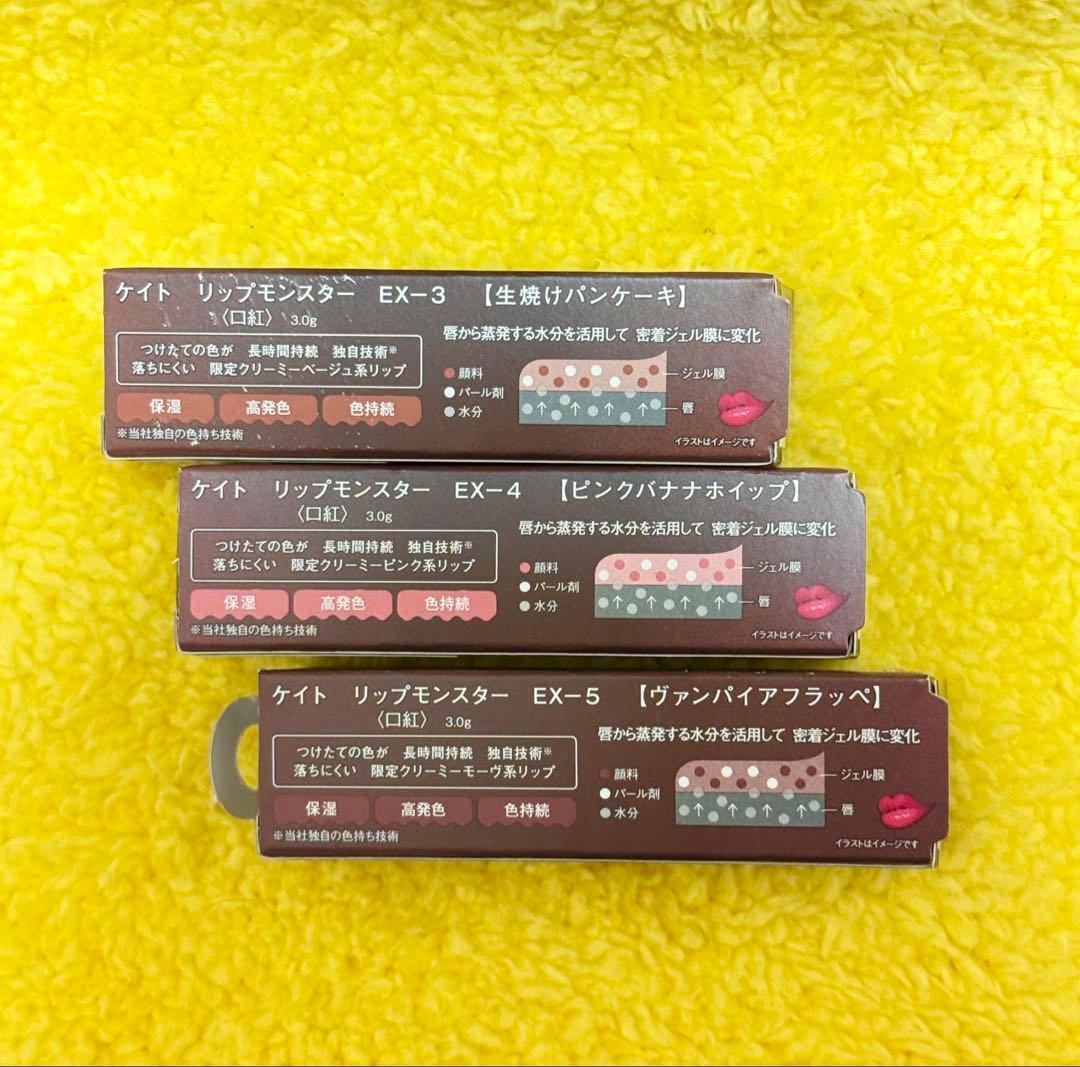 ケイト リップモンスター EX-3 【生焼けパンケーキ】
〈口紅〉 3.0g
つけたての色が 長時間持続 独自技術※
落ちにくい 限定クリーミーベージュ系リップ
保湿 高発色 色持続
※当社独自の色持ち技術
唇から蒸発する水分を活用して 密着ジェル膜に変化
顔料
パール剤
水分
ジェル膜
唇
イラストはイメージです
ケイト リップモンスター EX-4 【ピンクバナナホイップ】
〈口紅〉 3.0g
つけたての色が 長時間持続 独自技術※
落ちにくい 限定クリーミーピンク系リップ
保湿 高発色 色持続
※当社独自の色持ち技術
唇から蒸発する水分を活用して 密着ジェル膜に変化
顔料
パール剤
水分
ジェル膜
唇
イラストはイメージです
ケイト リップモンスター EX-5 【ヴァンパイアフラッペ】
〈口紅〉 3.0g
つけたての色が 長時間持続 独自技術※
落ちにくい 限定クリーミーモーヴ系リップ
保湿 高発色 色持続
※当社独自の色持ち技術
唇から蒸発する水分を活用して 密着ジェル膜に変化
顔料
パール剤
水分
ジェル膜
唇
イラストはイメージです